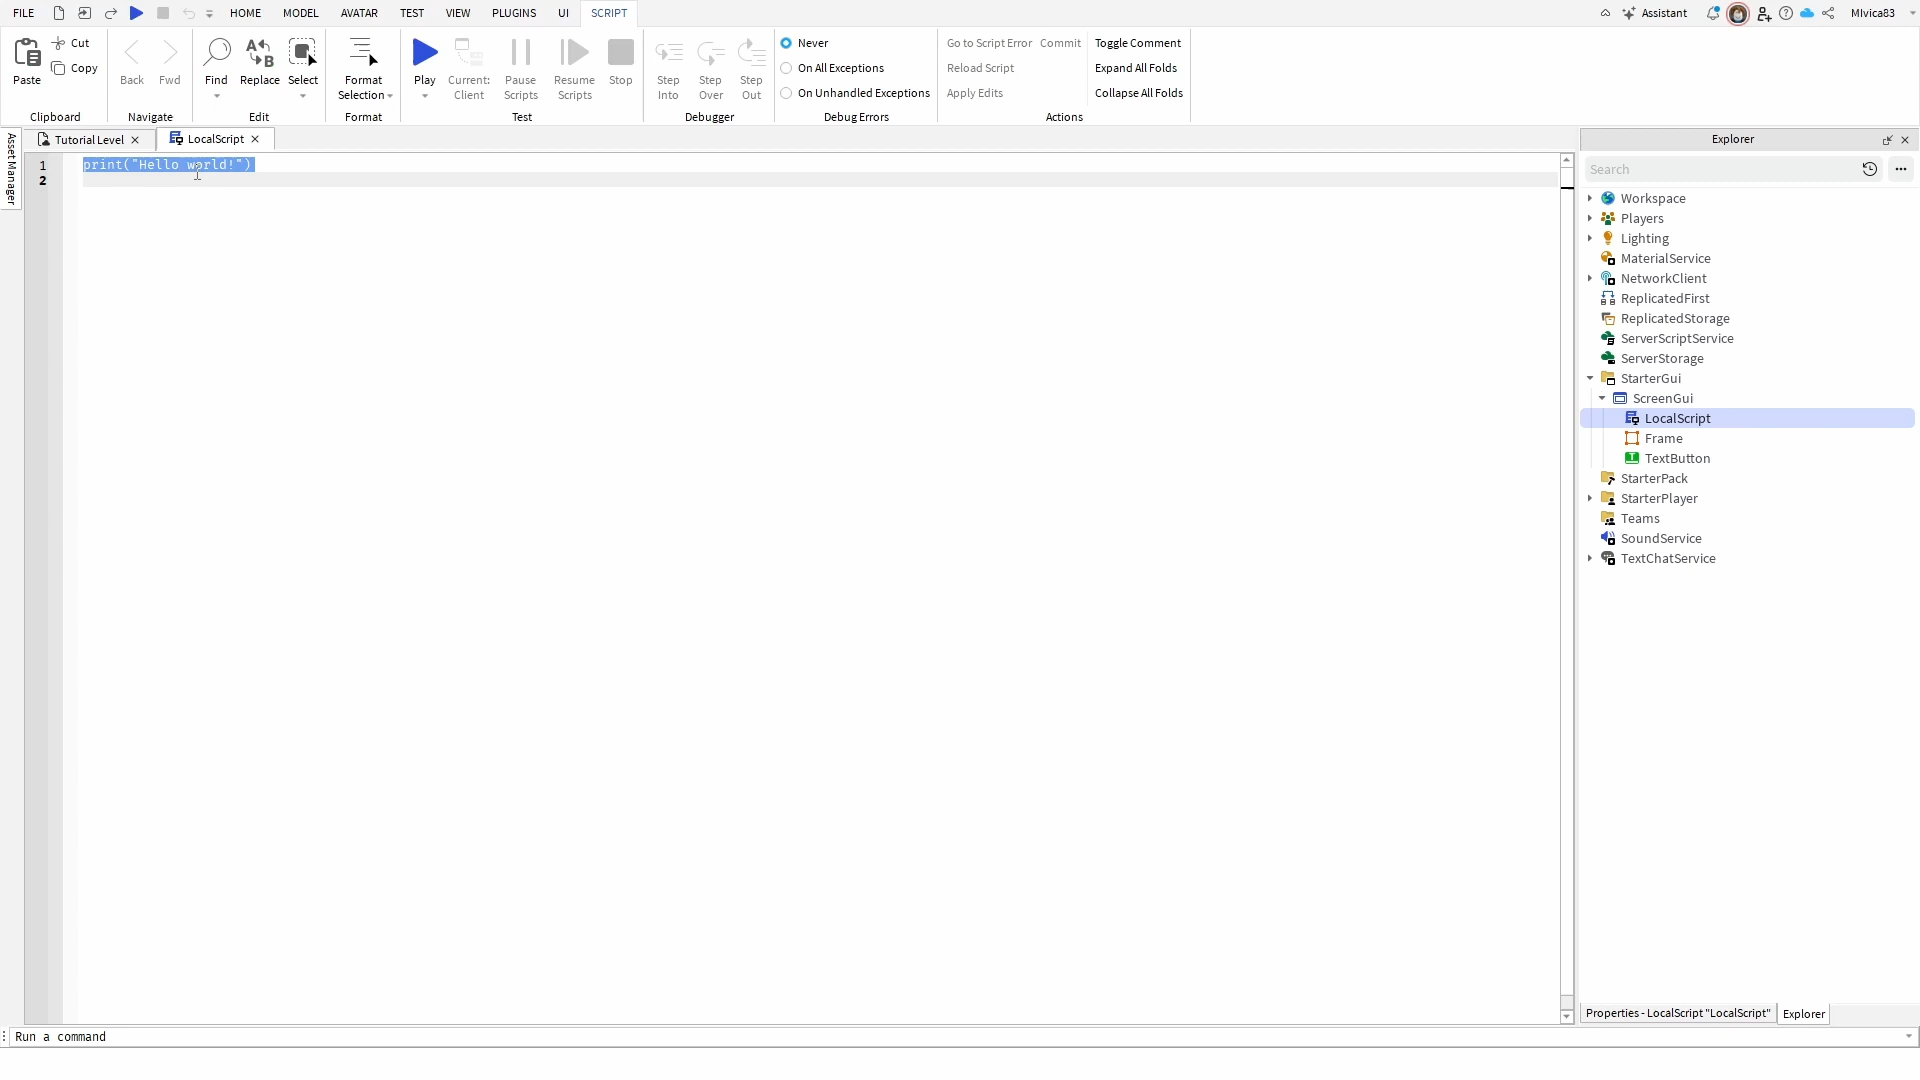 FILE HOME MODEL AVATAR TEST VIEW PLUGINS UI SCRIPT Assistant MIvica83
Paste Cut Copy Clipboard
Back Fwd Navigate
Find Replace Select Edit
Format Selection Format
Play Current: Client Pause Scripts Resume Scripts Stop Test
Step Into Step Over Step Out Debugger
Never
On All Exceptions
On Unhandled Exceptions
Debug Errors
Go to Script Error Commit Toggle Comment
Reload Script Expand All Folds
Apply Edits Collapse All Folds
Actions
Asset Manager
Tutorial Level LocalScript
1 print("Hello world!")
2
Explorer
Search
Workspace
Players
Lighting
MaterialService
NetworkClient
ReplicatedFirst
ReplicatedStorage
ServerScriptService
ServerStorage
StarterGui
ScreenGui
LocalScript
Frame
TextButton
StarterPack
StarterPlayer
Teams
SoundService
TextChatService
Properties - LocalScript "LocalScript" Explorer
Run a command